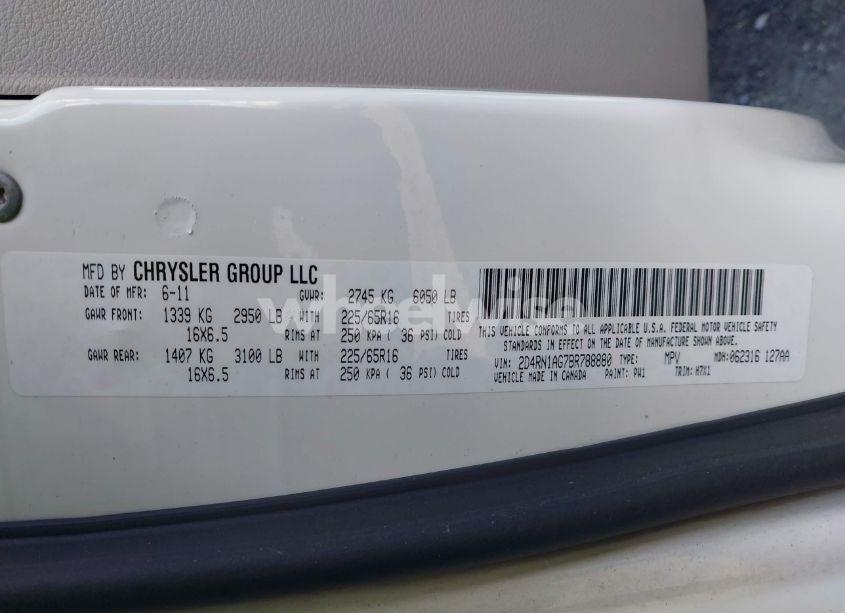 MFD BY CHRYSLER GROUP LLC
DATE OF MFR: 6-11 GVWR: 2745 KG 6050 LB
GAWR FRONT: 1339 KG 2950 LB WITH 225/65R16 TIRES
16X6.5 RIMS AT 250 KPA ( 36 PSI) COLD
GAWR REAR: 1407 KG 3100 LB WITH 225/65R16 TIRES
16X6.5 RIMS AT 250 KPA ( 36 PSI) COLD
THIS VEHICLE CONFORMS TO ALL APPLICABLE U.S.A. FEDERAL MOTOR VEHICLE SAFETY
STANDARDS IN EFFECT ON THE DATE OF MANUFACTURE SHOWN ABOVE.
VIN: 2D4RN1AG7BR788880 TYPE: MPV MDH: 062316 127AA
VEHICLE MADE IN CANADA PAINT: PW1 TRIM: H7X1
wheelwise